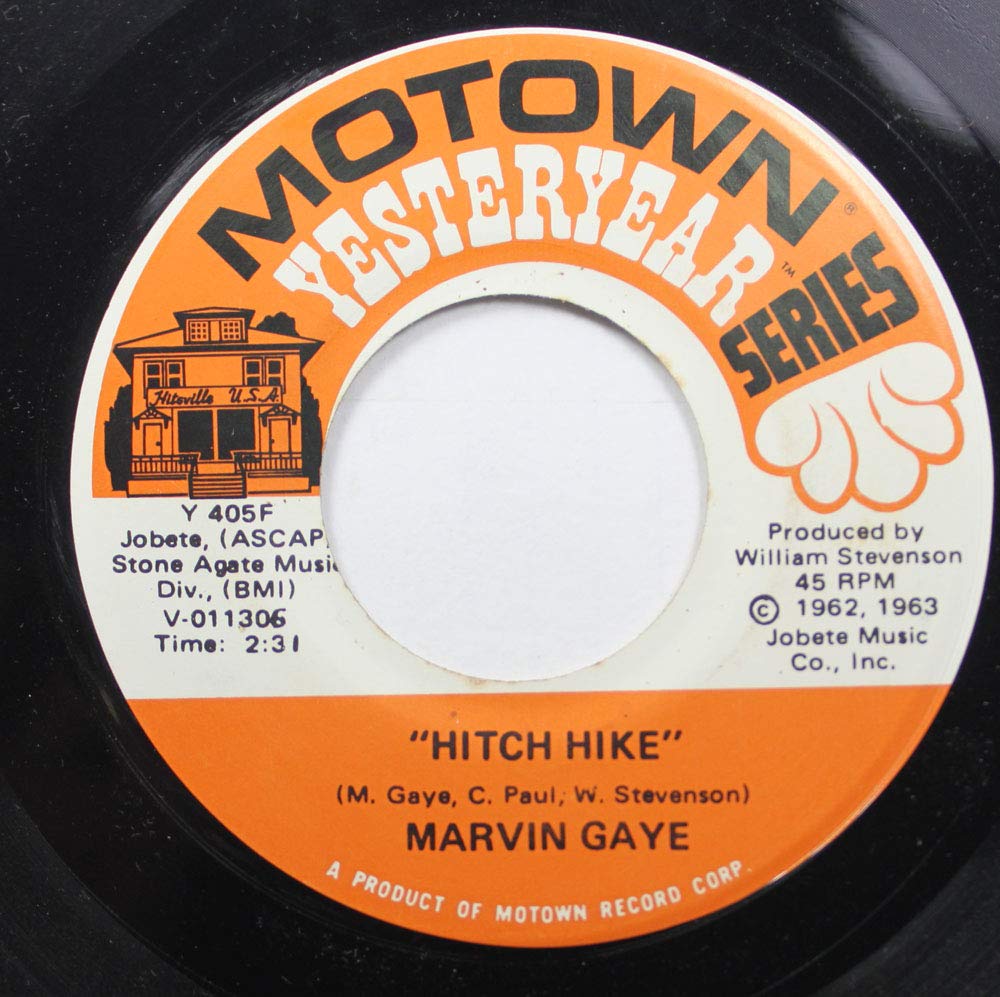 MOTOWN®
YESTERYEAR™
SERIES
Hitsville U.S.A.
Y 405F
Jobete, (ASCAP)
Stone Agate Music
Div., (BMI)
V-011306
Time: 2:31
Produced by
William Stevenson
45 RPM
© 1962, 1963
Jobete Music
Co., Inc.
"HITCH HIKE"
(M. Gaye, C. Paul, W. Stevenson)
MARVIN GAYE
A PRODUCT OF MOTOWN RECORD CORP.